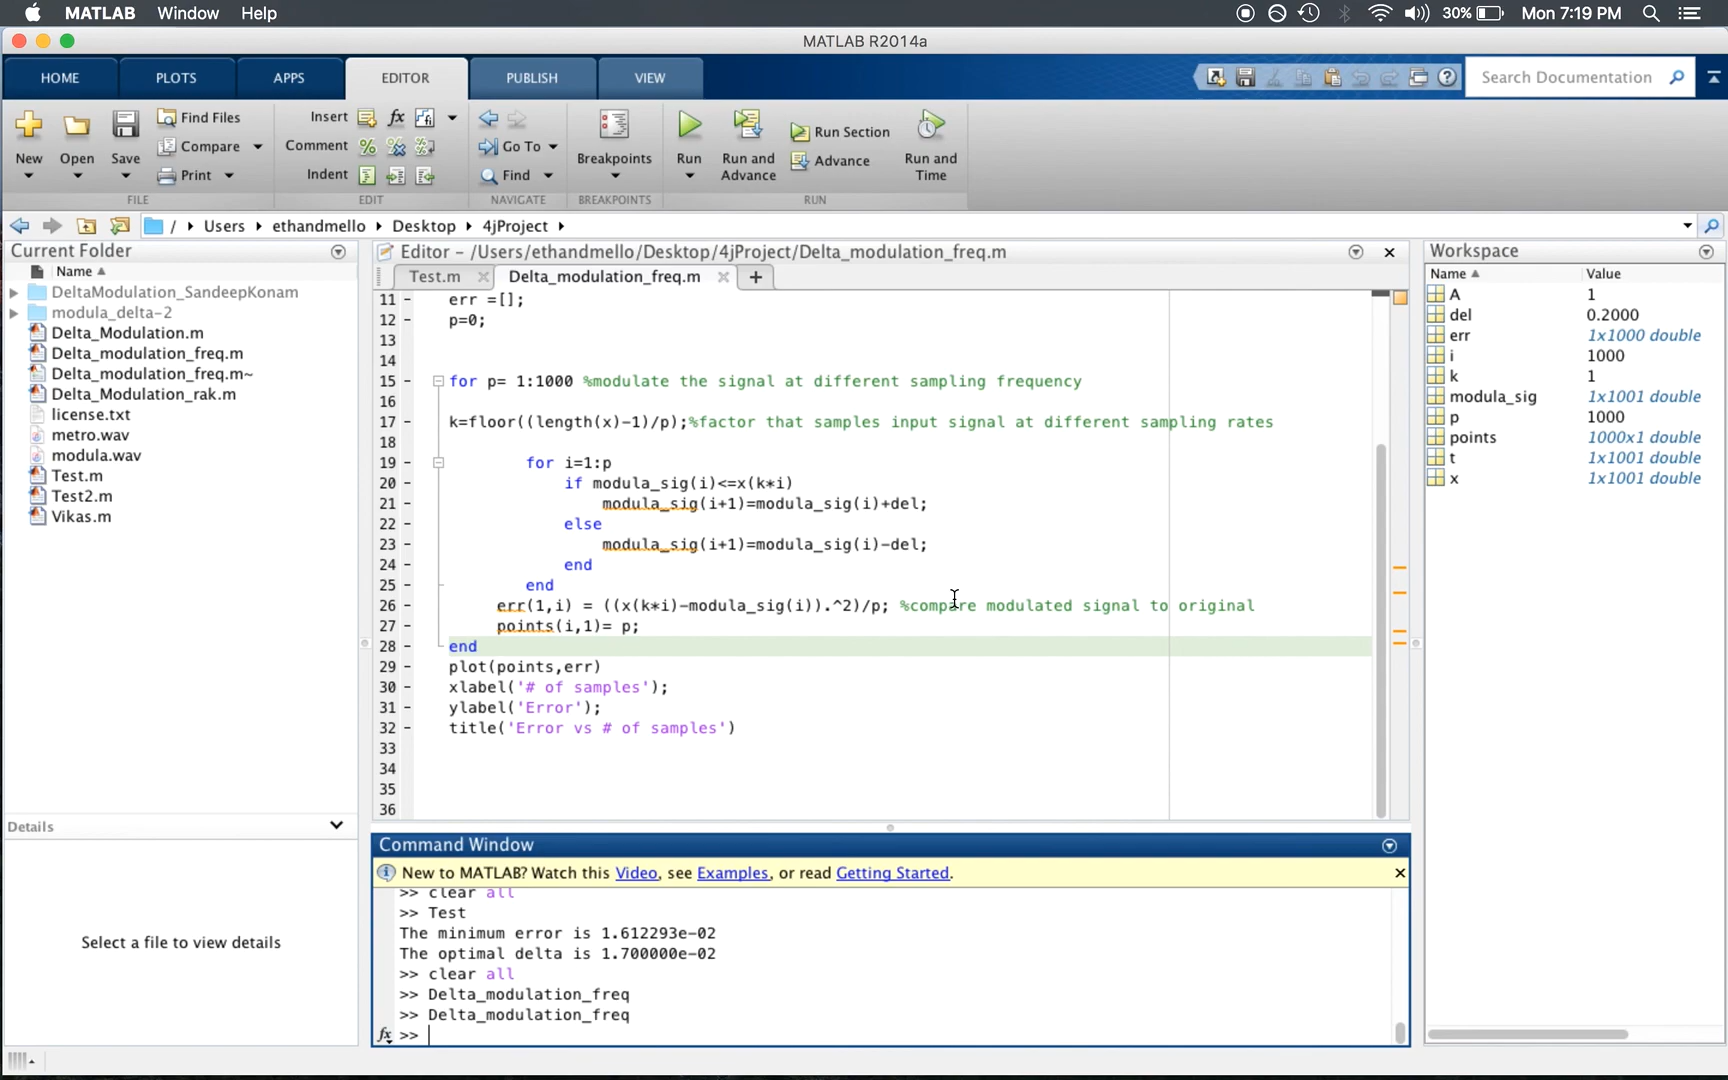 MATLAB Window Help 30% Mon 7:19 PM
MATLAB R2014a
HOME PLOTS APPS EDITOR PUBLISH VIEW Search Documentation
New Open Save Find Files Compare Print FILE
Insert fx Comment Indent EDIT
Go To Find NAVIGATE
Breakpoints BREAKPOINTS
Run Run and Advance Run Section Advance Run and Time RUN
/ Users ethandmello Desktop 4jProject
Current Folder
Name
DeltaModulation_SandeepKonam
modula_delta-2
Delta_Modulation.m
Delta_modulation_freq.m
Delta_modulation_freq.m~
Delta_Modulation_rak.m
license.txt
metro.wav
modula.wav
Test.m
Test2.m
Vikas.m
Details
Select a file to view details
Editor - /Users/ethandmello/Desktop/4jProject/Delta_modulation_freq.m
Test.m Delta_modulation_freq.m +
11 - err =[];
12 - p=0;
13
14
15 - for p= 1:1000 %modulate the signal at different sampling frequency
16
17 - k=floor((length(x)-1)/p);%factor that samples input signal at different sampling rates
18
19 - for i=1:p
20 - if modula_sig(i)<=x(k*i)
21 - modula_sig(i+1)=modula_sig(i)+del;
22 - else
23 - modula_sig(i+1)=modula_sig(i)-del;
24 - end
25 - end
26 - err(1,i) = ((x(k*i)-modula_sig(i)).^2)/p; %compare modulated signal to original
27 - points(i,1)= p;
28 - end
29 - plot(points,err)
30 - xlabel('# of samples');
31 - ylabel('Error');
32 - title('Error vs # of samples')
33
34
35
36
Command Window
New to MATLAB? Watch this Video, see Examples, or read Getting Started.
>> clear all
>> Test
The minimum error is 1.612293e-02
The optimal delta is 1.700000e-02
>> clear all
>> Delta_modulation_freq
>> Delta_modulation_freq
fx >>
Workspace
Name Value
A 1
del 0.2000
err 1x1000 double
i 1000
k 1
modula_sig 1x1001 double
p 1000
points 1000x1 double
t 1x1001 double
x 1x1001 double